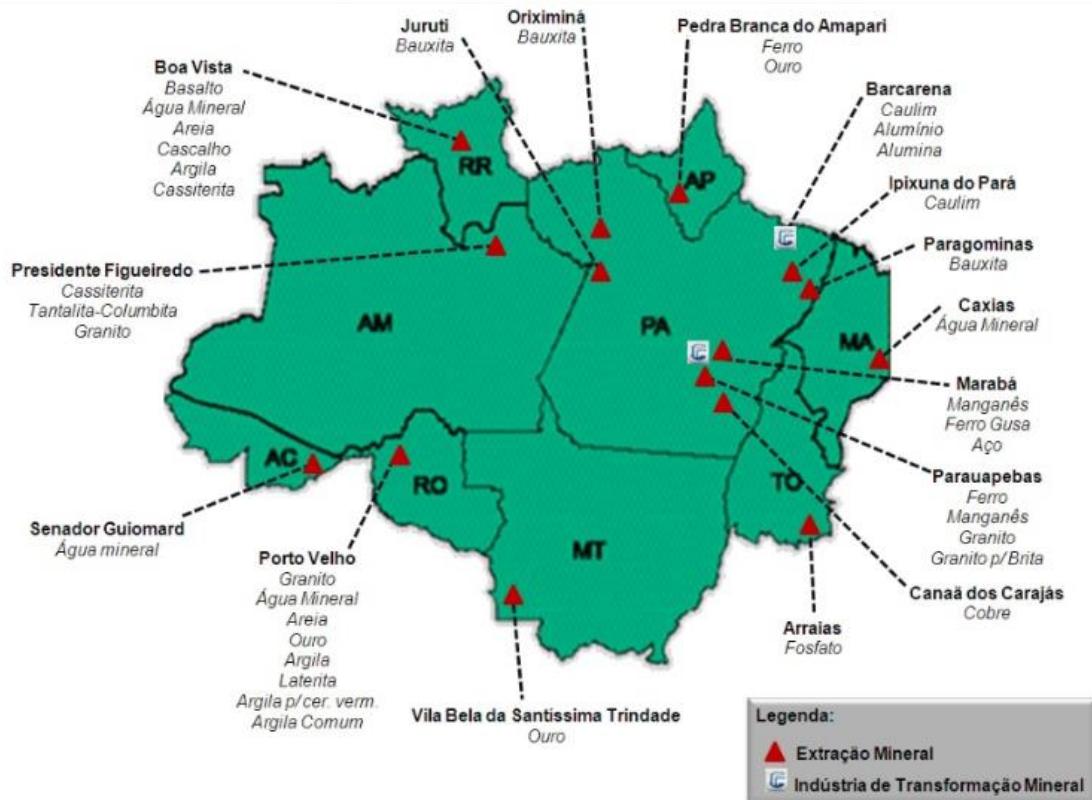 Juruti
Bauxita
Oriximiná
Bauxita
Pedra Branca do Amapari
Ferro
Ouro
Boa Vista
Basalto
Água Mineral
Areia
Cascalho
Argila
Cassiterita
Barcarena
Caulim
Alumínio
Alumina
Ipixuna do Pará
Caulim
Paragominas
Bauxita
Presidente Figueiredo
Cassiterita
Tantalita-Columbita
Granito
Caxias
Água Mineral
Marabá
Manganês
Ferro Gusa
Aço
Parauapebas
Ferro
Manganês
Granito
Granito p/ Brita
Canaã dos Carajás
Cobre
Senador Guiomard
Água mineral
Porto Velho
Granito
Água Mineral
Areia
Ouro
Argila
Laterita
Argila p/ cer. verm.
Argila Comum
Vila Bela da Santíssima Trindade
Ouro
Arraias
Fosfato
RR
AP
AM
PA
MA
AC
RO
TO
MT
Legenda:
Extração Mineral
Indústria de Transformação Mineral